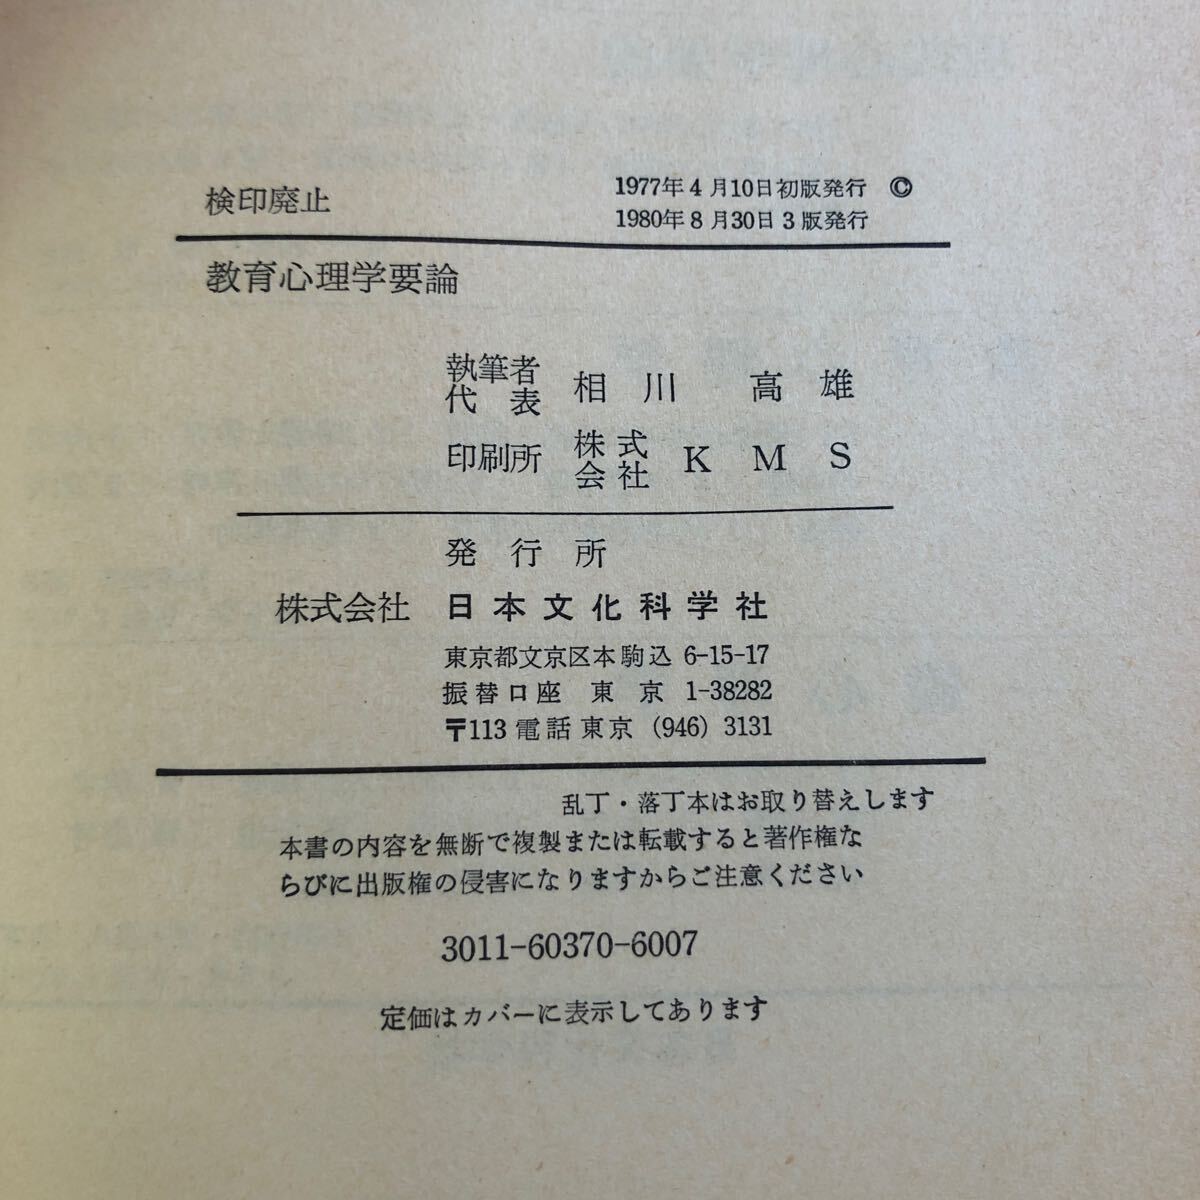 検印廃止
1977年4月10日初版発行 ©
1980年8月30日3版発行
教育心理学要論
執筆者代表 相川 高雄
印刷所 株式会社 K M S
発行所
株式会社 日本文化科学社
東京都文京区本駒込 6-15-17
振替口座 東京 1-38282
〒113 電話 東京 (946) 3131
乱丁・落丁本はお取り替えします
本書の内容を無断で複製または転載すると著作権な
らびに出版権の侵害になりますからご注意ください
3011-60370-6007
定価はカバーに表示してあります